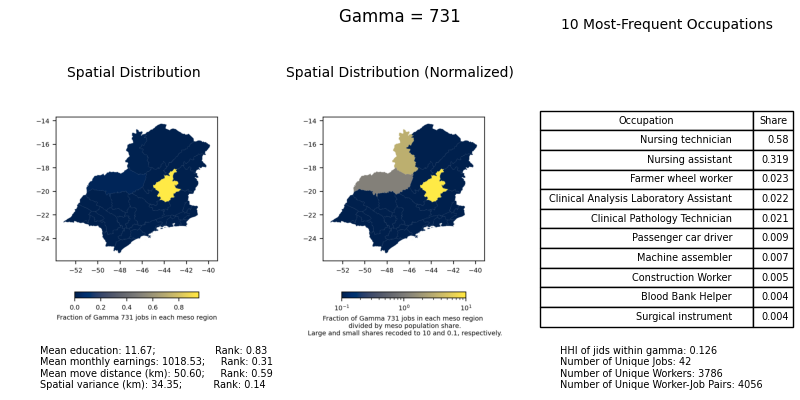 Gamma = 731
10 Most-Frequent Occupations
Spatial Distribution
Spatial Distribution (Normalized)
−14
−16
−18
−20
−22
−24
−52 −50 −48 −46 −44 −42 −40
0.0 0.2 0.4 0.6 0.8
Fraction of Gamma 731 jobs in each meso region
−14
−16
−18
−20
−22
−24
−52 −50 −48 −46 −44 −42 −40
10⁻¹ 10⁰ 10¹
Fraction of Gamma 731 jobs in each meso region
divided by meso population share.
Large and small shares recoded to 10 and 0.1, respectively.
Occupation Share
Nursing technician 0.58
Nursing assistant 0.319
Farmer wheel worker 0.023
Clinical Analysis Laboratory Assistant 0.022
Clinical Pathology Technician 0.021
Passenger car driver 0.009
Machine assembler 0.007
Construction Worker 0.005
Blood Bank Helper 0.004
Surgical instrument 0.004
Mean education: 11.67; Rank: 0.83
Mean monthly earnings: 1018.53; Rank: 0.31
Mean move distance (km): 50.60; Rank: 0.59
Spatial variance (km): 34.35; Rank: 0.14
HHI of jids within gamma: 0.126
Number of Unique Jobs: 42
Number of Unique Workers: 3786
Number of Unique Worker-Job Pairs: 4056